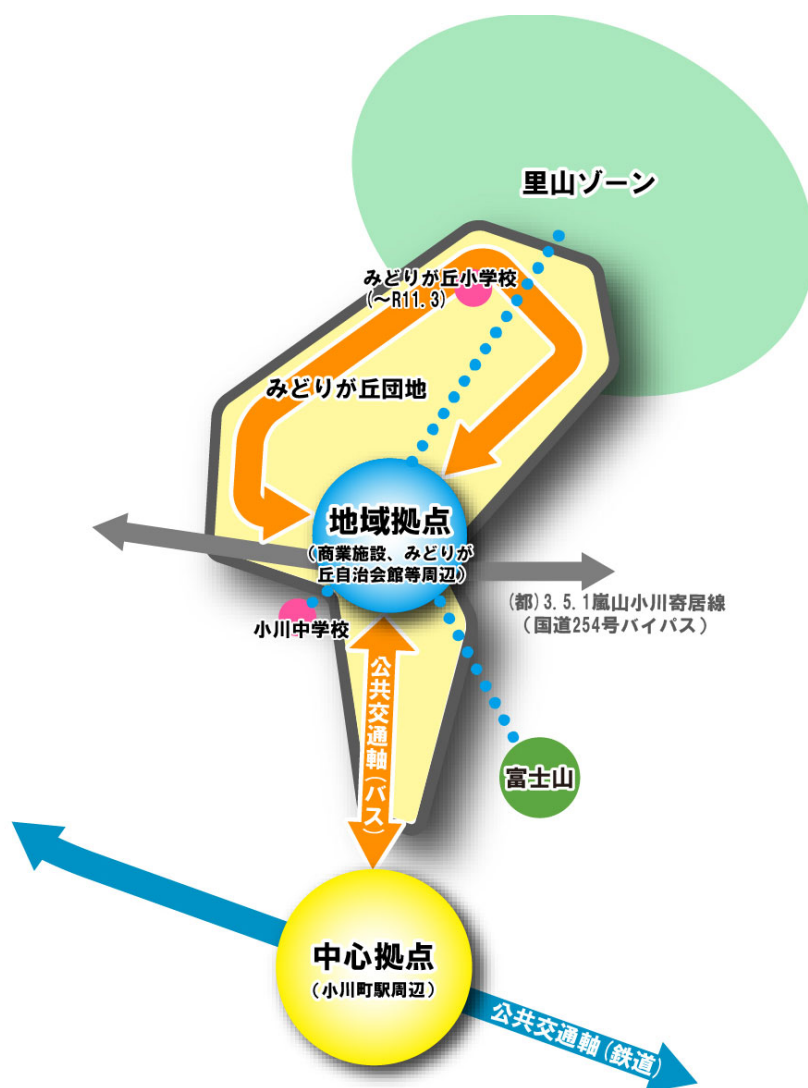 里山ゾーン
みどりが丘小学校
(～R11.3)
みどりが丘団地
地域拠点
(商業施設、みどりが
丘自治会館等周辺)
(都)3.5.1嵐山小川寄居線
(国道254号バイパス)
小川中学校
公共交通軸(バス)
富士山
中心拠点
(小川町駅周辺)
公共交通軸(鉄道)